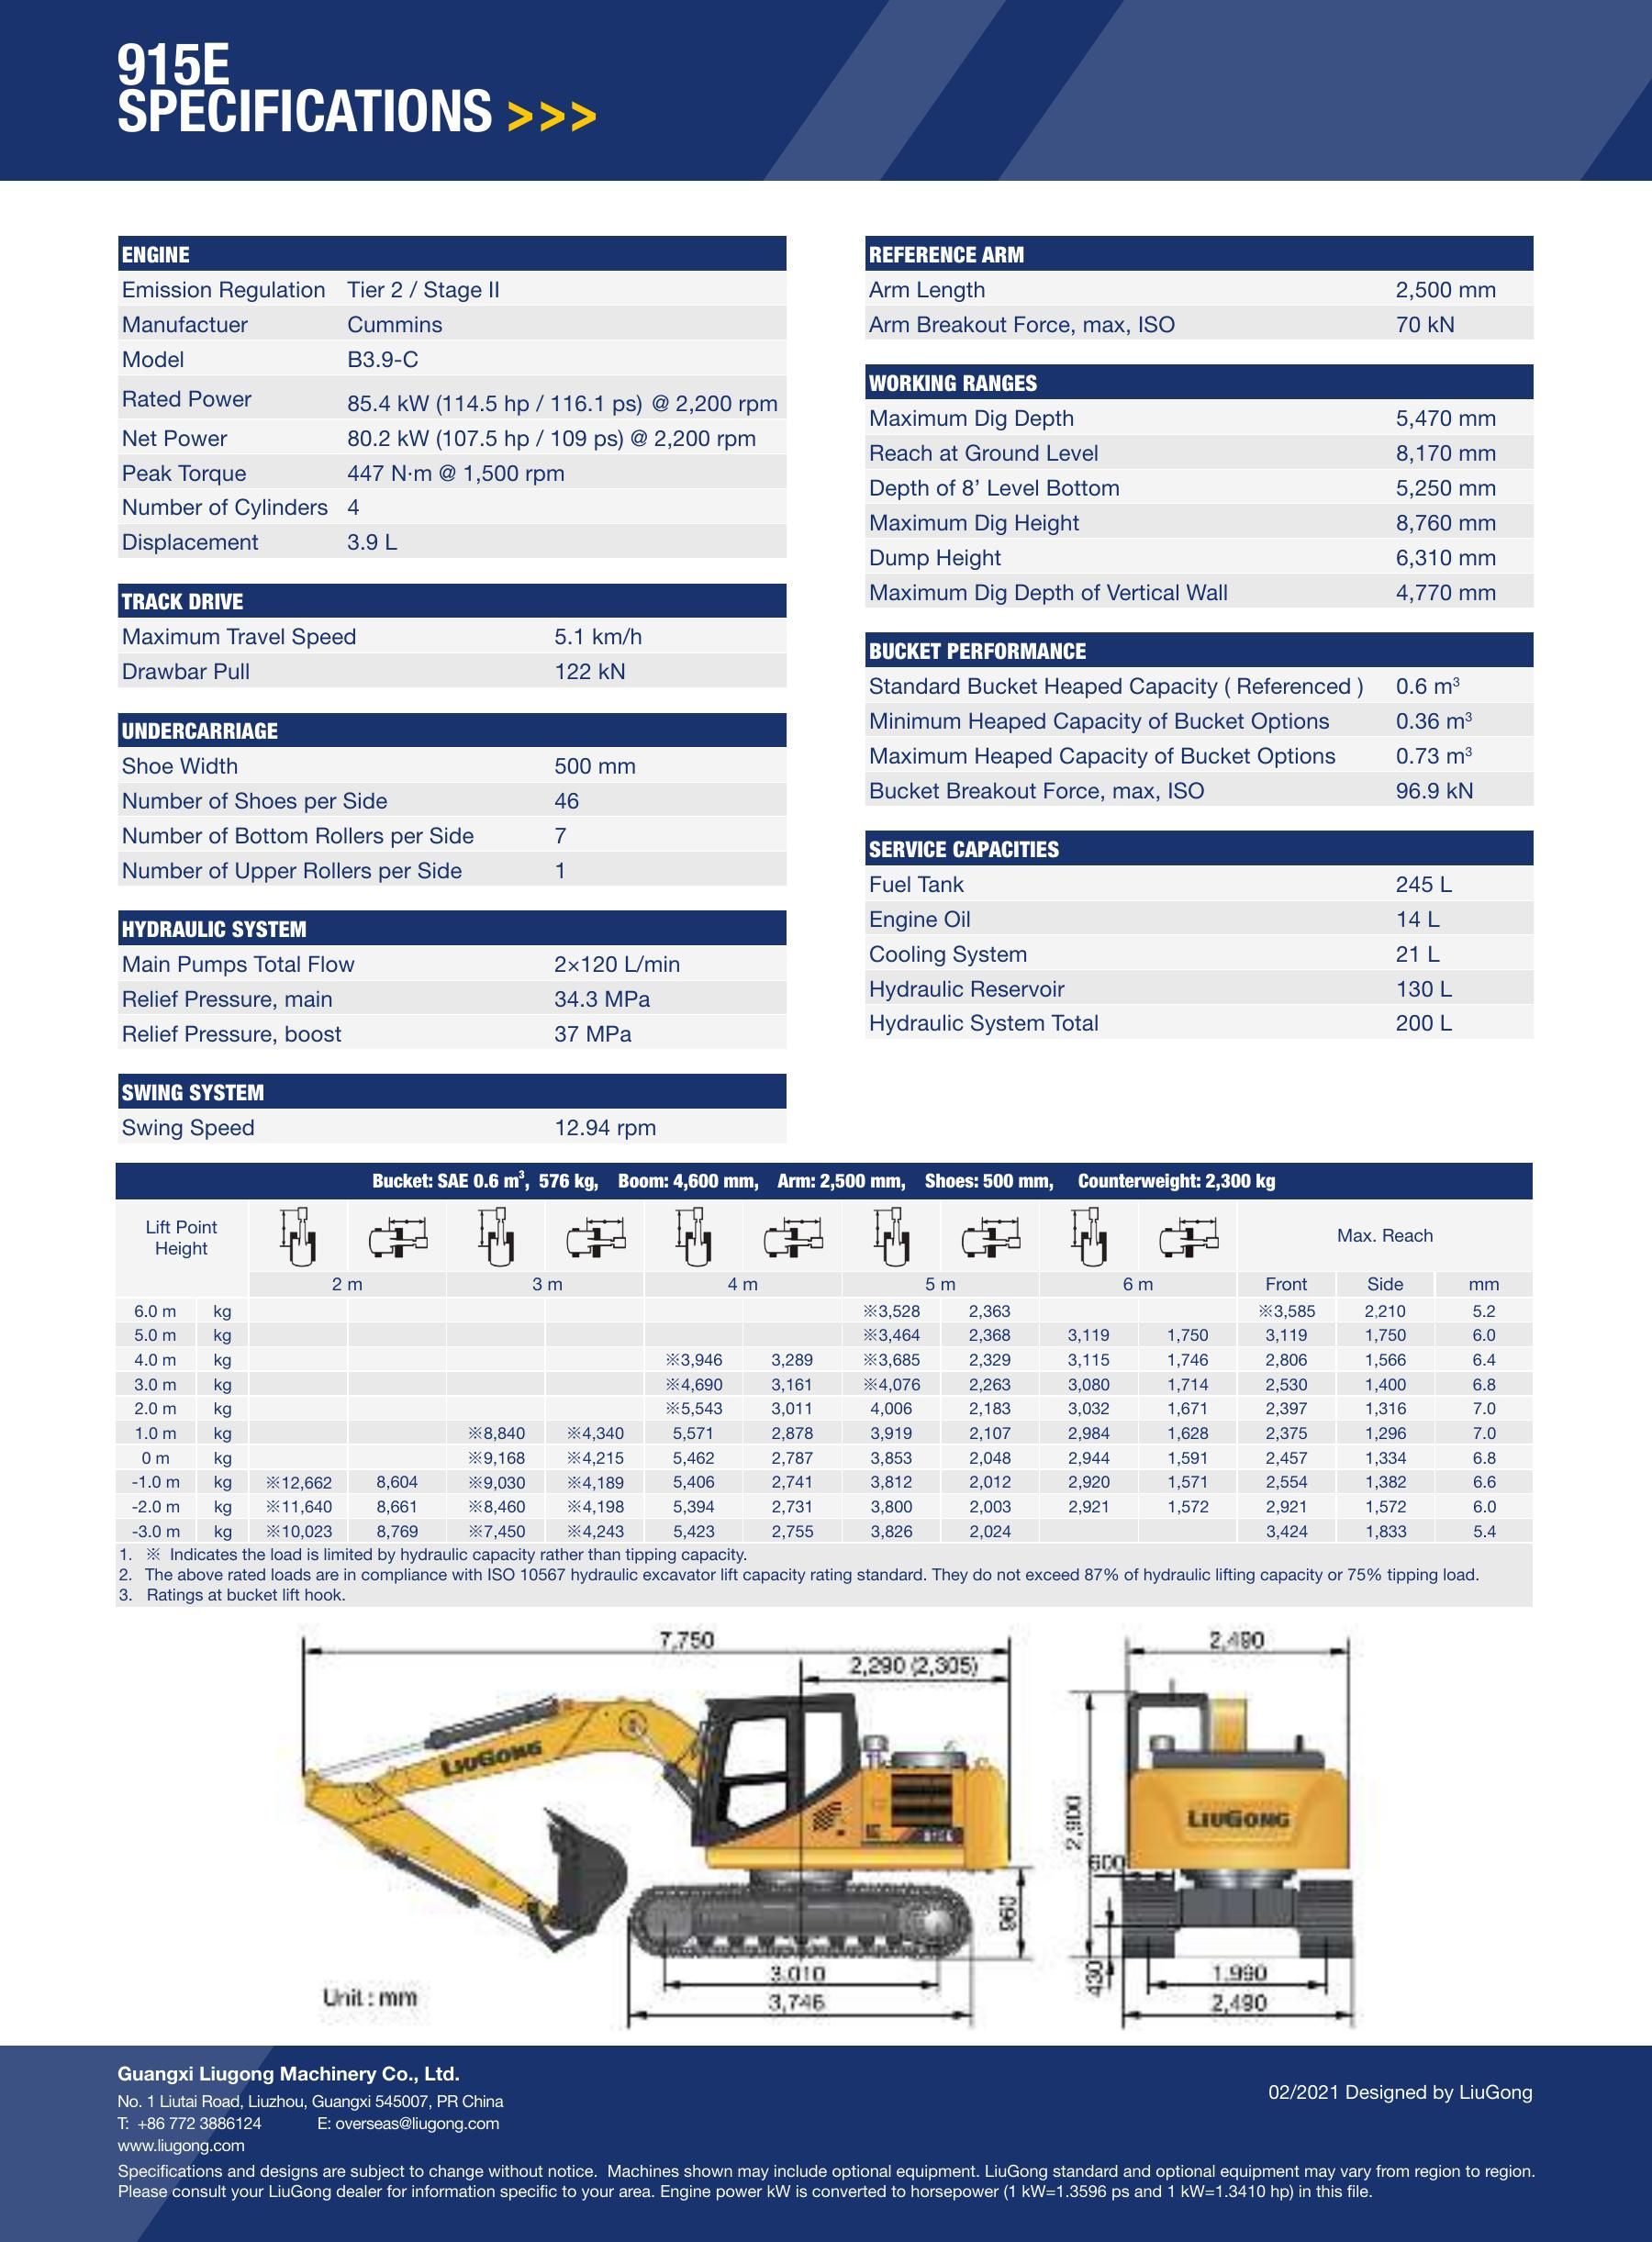 915E
SPECIFICATIONS >>>
ENGINE
Emission Regulation Tier 2 / Stage II
Manufactuer Cummins
Model B3.9-C
Rated Power 85.4 kW (114.5 hp / 116.1 ps) @ 2,200 rpm
Net Power 80.2 kW (107.5 hp / 109 ps) @ 2,200 rpm
Peak Torque 447 N·m @ 1,500 rpm
Number of Cylinders 4
Displacement 3.9 L
TRACK DRIVE
Maximum Travel Speed 5.1 km/h
Drawbar Pull 122 kN
UNDERCARRIAGE
Shoe Width 500 mm
Number of Shoes per Side 46
Number of Bottom Rollers per Side 7
Number of Upper Rollers per Side 1
HYDRAULIC SYSTEM
Main Pumps Total Flow 2×120 L/min
Relief Pressure, main 34.3 MPa
Relief Pressure, boost 37 MPa
SWING SYSTEM
Swing Speed 12.94 rpm
REFERENCE ARM
Arm Length 2,500 mm
Arm Breakout Force, max, ISO 70 kN
WORKING RANGES
Maximum Dig Depth 5,470 mm
Reach at Ground Level 8,170 mm
Depth of 8’ Level Bottom 5,250 mm
Maximum Dig Height 8,760 mm
Dump Height 6,310 mm
Maximum Dig Depth of Vertical Wall 4,770 mm
BUCKET PERFORMANCE
Standard Bucket Heaped Capacity ( Referenced ) 0.6 m³
Minimum Heaped Capacity of Bucket Options 0.36 m³
Maximum Heaped Capacity of Bucket Options 0.73 m³
Bucket Breakout Force, max, ISO 96.9 kN
SERVICE CAPACITIES
Fuel Tank 245 L
Engine Oil 14 L
Cooling System 21 L
Hydraulic Reservoir 130 L
Hydraulic System Total 200 L
Bucket: SAE 0.6 m³, 576 kg, Boom: 4,600 mm, Arm: 2,500 mm, Shoes: 500 mm, Counterweight: 2,300 kg
Lift Point
Height
Max. Reach
2 m 3 m 4 m 5 m 6 m Front Side mm
6.0 m kg ※3,528 2,363 ※3,585 2,210 5.2
5.0 m kg ※3,464 2,368 3,119 1,750 3,119 1,750 6.0
4.0 m kg ※3,946 3,289 ※3,685 2,329 3,115 1,746 2,806 1,566 6.4
3.0 m kg ※4,690 3,161 ※4,076 2,263 3,080 1,714 2,530 1,400 6.8
2.0 m kg ※5,543 3,011 4,006 2,183 3,032 1,671 2,397 1,316 7.0
1.0 m kg ※8,840 ※4,340 5,571 2,878 3,919 2,107 2,984 1,628 2,375 1,296 7.0
0 m kg ※9,168 ※4,215 5,462 2,787 3,853 2,048 2,944 1,591 2,457 1,334 6.8
-1.0 m kg ※12,662 8,604 ※9,030 ※4,189 5,406 2,741 3,812 2,012 2,920 1,571 2,554 1,382 6.6
-2.0 m kg ※11,640 8,661 ※8,460 ※4,198 5,394 2,731 3,800 2,003 2,921 1,572 2,921 1,572 6.0
-3.0 m kg ※10,023 8,769 ※7,450 ※4,243 5,423 2,755 3,826 2,024 3,424 1,833 5.4
1. ※ Indicates the load is limited by hydraulic capacity rather than tipping capacity.
2. The above rated loads are in compliance with ISO 10567 hydraulic excavator lift capacity rating standard. They do not exceed 87% of hydraulic lifting capacity or 75% tipping load.
3. Ratings at bucket lift hook.
7,750
2,290 (2,305)
LIUGONG
960
3,010
3,746
Unit : mm
2,490
2,800
LIUGONG
600
430
1,990
2,490
Guangxi Liugong Machinery Co., Ltd.
No. 1 Liutai Road, Liuzhou, Guangxi 545007, PR China
T: +86 772 3886124 E: overseas@liugong.com
www.liugong.com
02/2021 Designed by LiuGong
Specifications and designs are subject to change without notice. Machines shown may include optional equipment. LiuGong standard and optional equipment may vary from region to region.
Please consult your LiuGong dealer for information specific to your area. Engine power kW is converted to horsepower (1 kW=1.3596 ps and 1 kW=1.3410 hp) in this file.